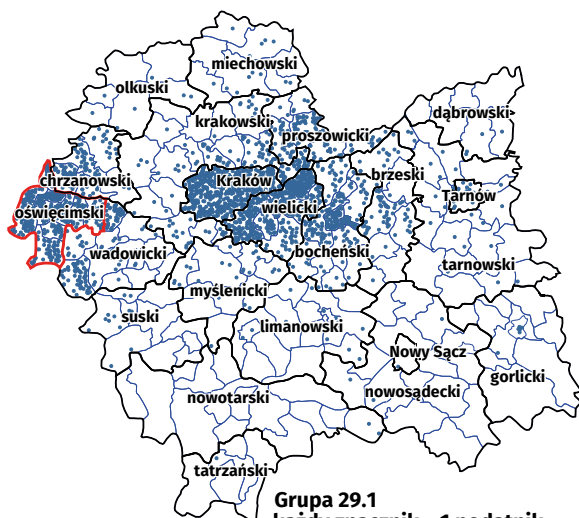 miechowski
olkuski
dąbrowski
krakowski
proszowicki
chrzanowski
Kraków
brzeski
Tarnów
oświęcimski
wielicki
wadowicki
bocheński
tarnowski
myślenicki
suski
limanowski
Nowy Sącz
gorlicki
nowotarski
nowosądecki
tatrzański
Grupa 29.1